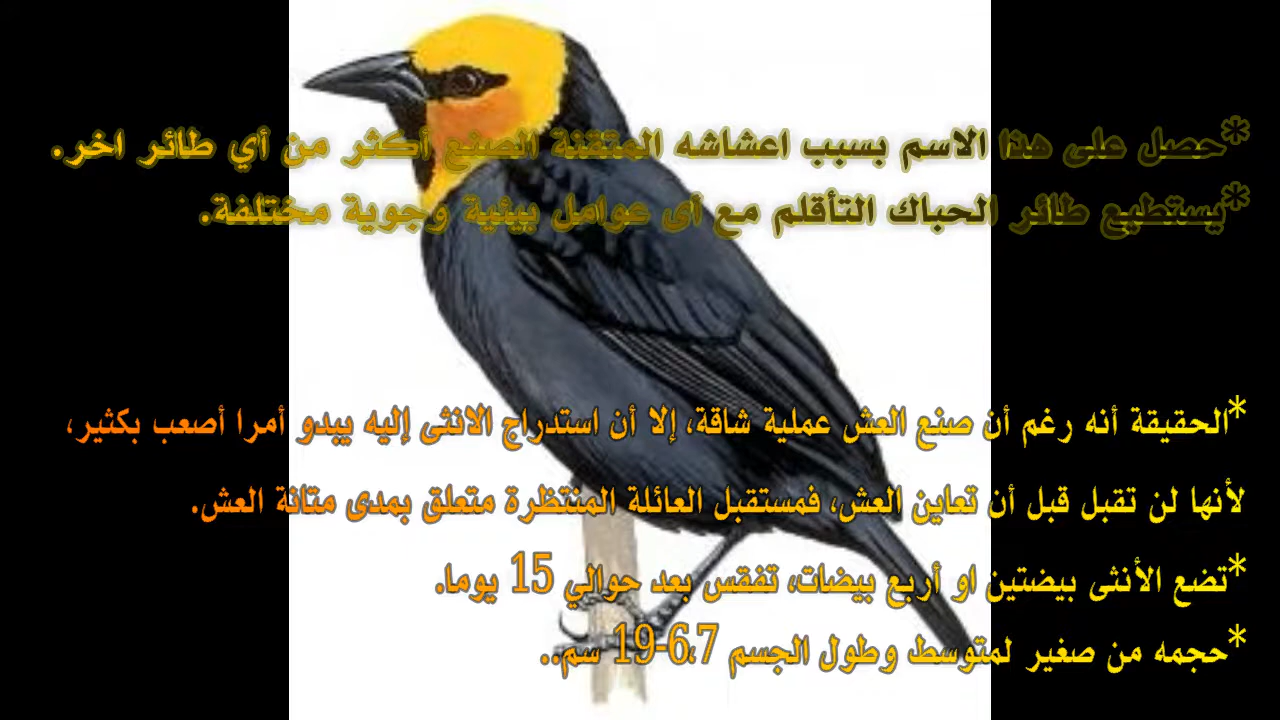 *حصل على هذا الاسم بسبب اعشاشه المتقنة الصنع أكثر من أي طائر اخر.
*يستطيع طائر الحباك التأقلم مع أى عوامل بيئية وجوية مختلفة.
*الحقيقة أنه رغم أن صنع العش عملية شاقة، إلا أن استدراج الانثى إليه يبدو أمرا أصعب بكثير،
لأنها لن تقبل قبل أن تعاين العش، فمستقبل العائلة المنتظرة متعلق بمدى متانة العش.
*تضع الأنثى بيضتين او أربع بيضات، تفقس بعد حوالي 15 يوما.
*حجمه من صغير لمتوسط وطول الجسم 6،7-19 سم..